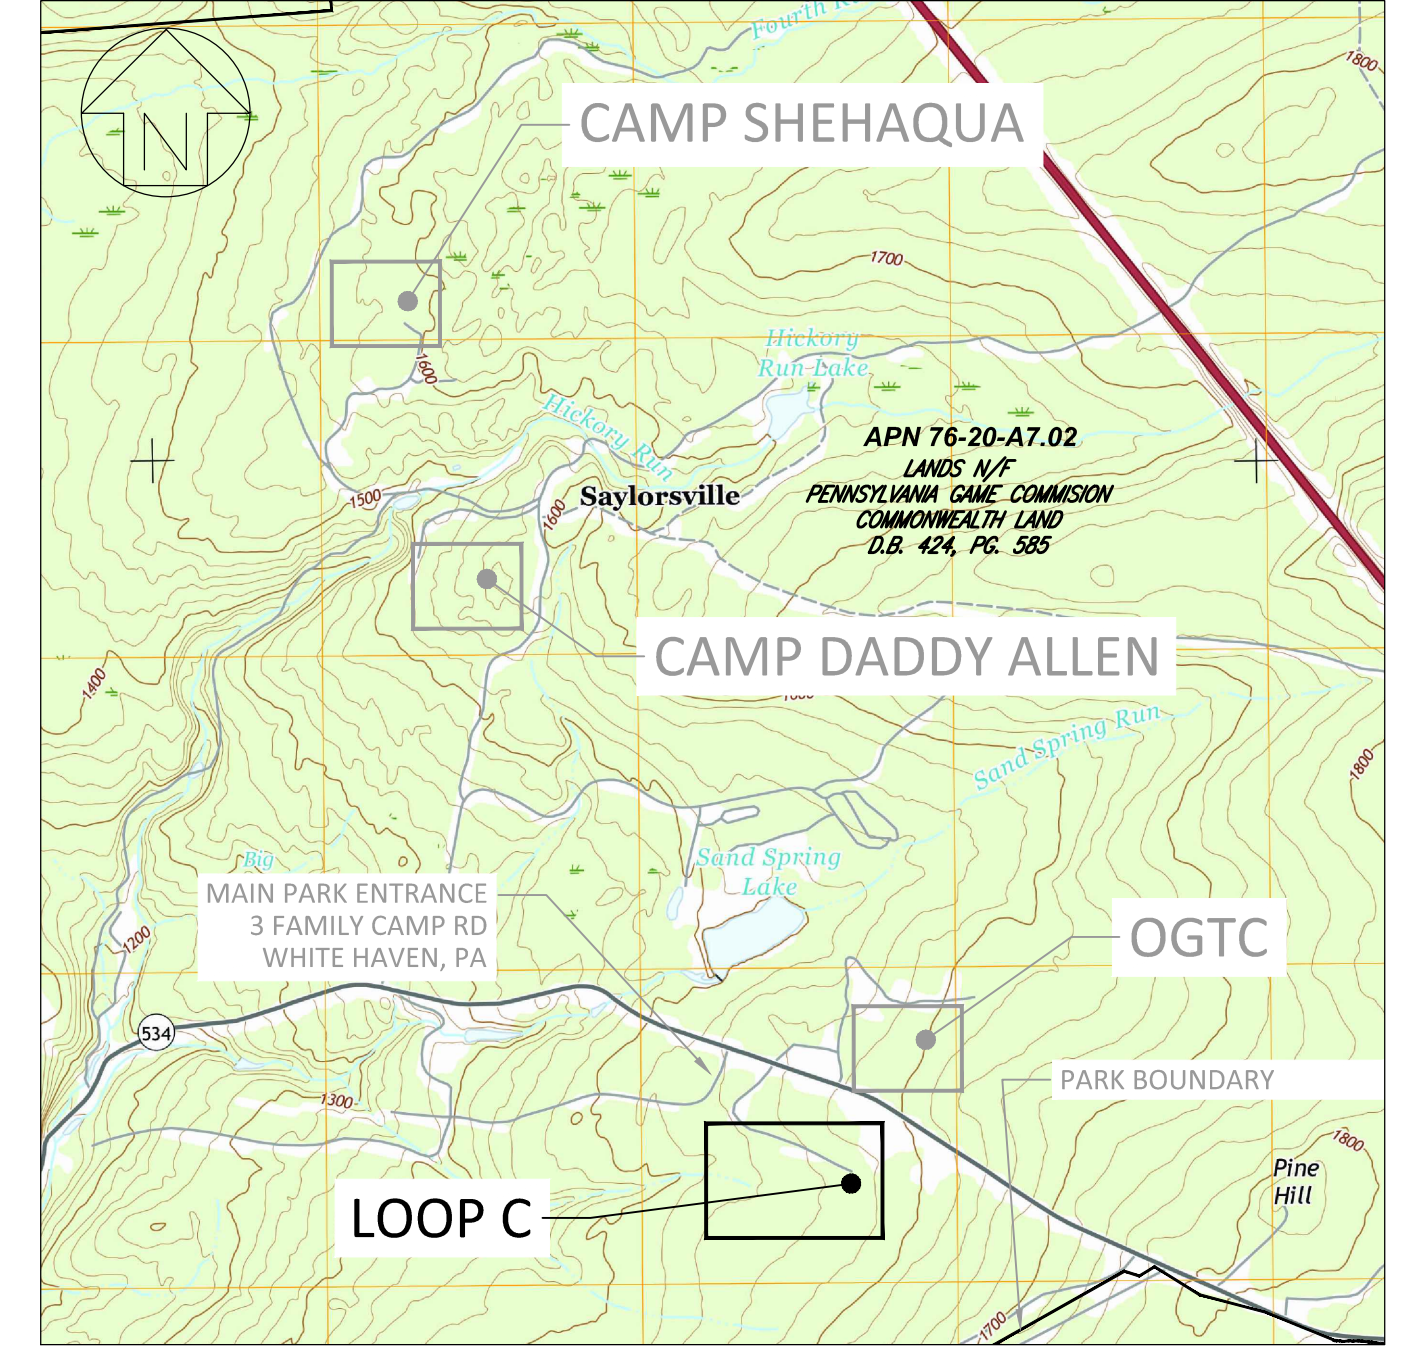 Fourth R
1800
N
CAMP SHEHAQUA
1700
Hickory
Run Lake
1600
Hickory Run
APN 76-20-A7.02
LANDS N/F
PENNSYLVANIA GAME COMMISION
COMMONWEALTH LAND
D.B. 424, PG. 585
1500
Saylorsville
1600
CAMP DADDY ALLEN
1400
Sand Spring Run
1800
Big
Sand Spring
Lake
MAIN PARK ENTRANCE
3 FAMILY CAMP RD
WHITE HAVEN, PA
1200
OGTC
534
PARK BOUNDARY
1300
1800
Pine
Hill
LOOP C
1700